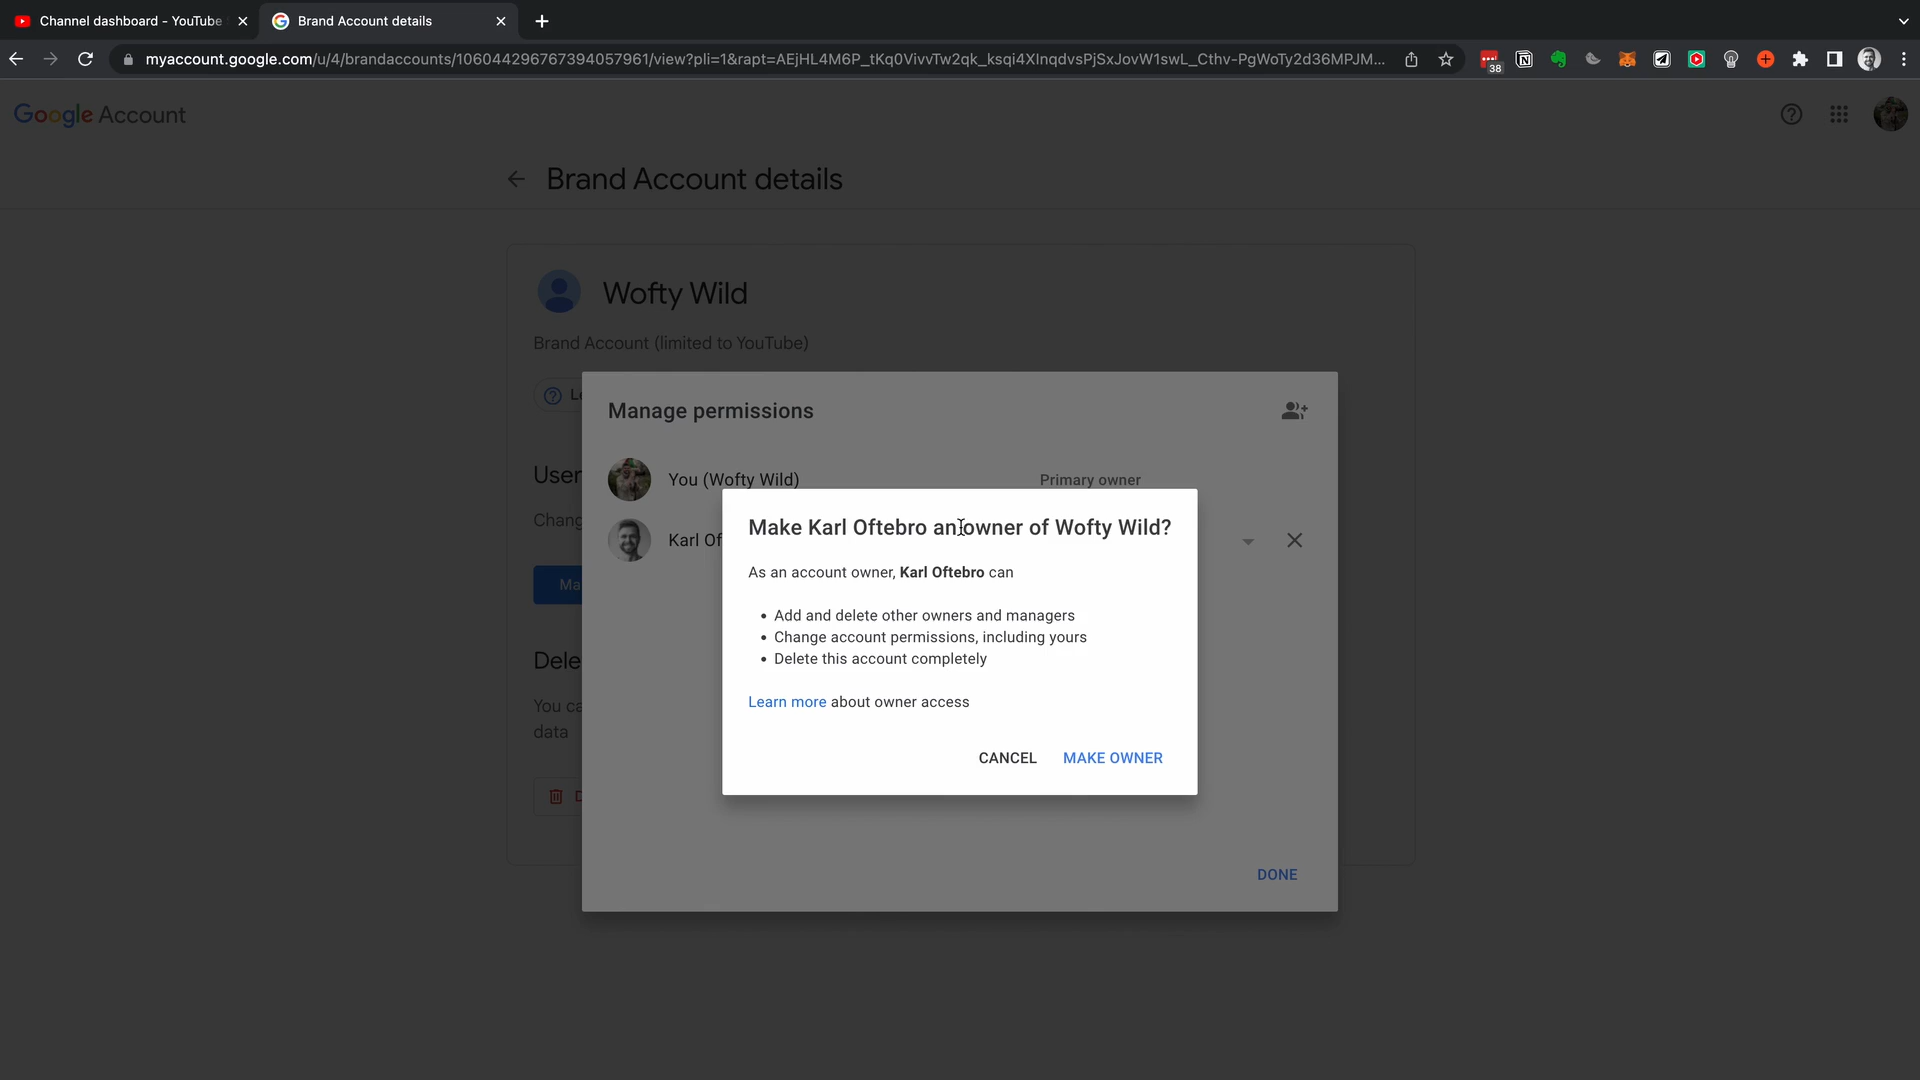 Channel dashboard - YouTube
Brand Account details
myaccount.google.com/u/4/brandaccounts/106044296767394057961/view?pli=1&rapt=AEjHL4M6P_tKq0VivvTw2qk_ksqi4XInqdvsPjSxJovW1swL_Cthv-PgWoTy2d36MPJM...
38
Google Account
Brand Account details
Wofty Wild
Brand Account (limited to YouTube)
Manage permissions
User
You (Wofty Wild)
Primary owner
Chang
Karl Of
Ma
Make Karl Oftebro an owner of Wofty Wild?
As an account owner, Karl Oftebro can
• Add and delete other owners and managers
• Change account permissions, including yours
• Delete this account completely
Dele
You ca
data
Learn more about owner access
CANCEL
MAKE OWNER
D
DONE